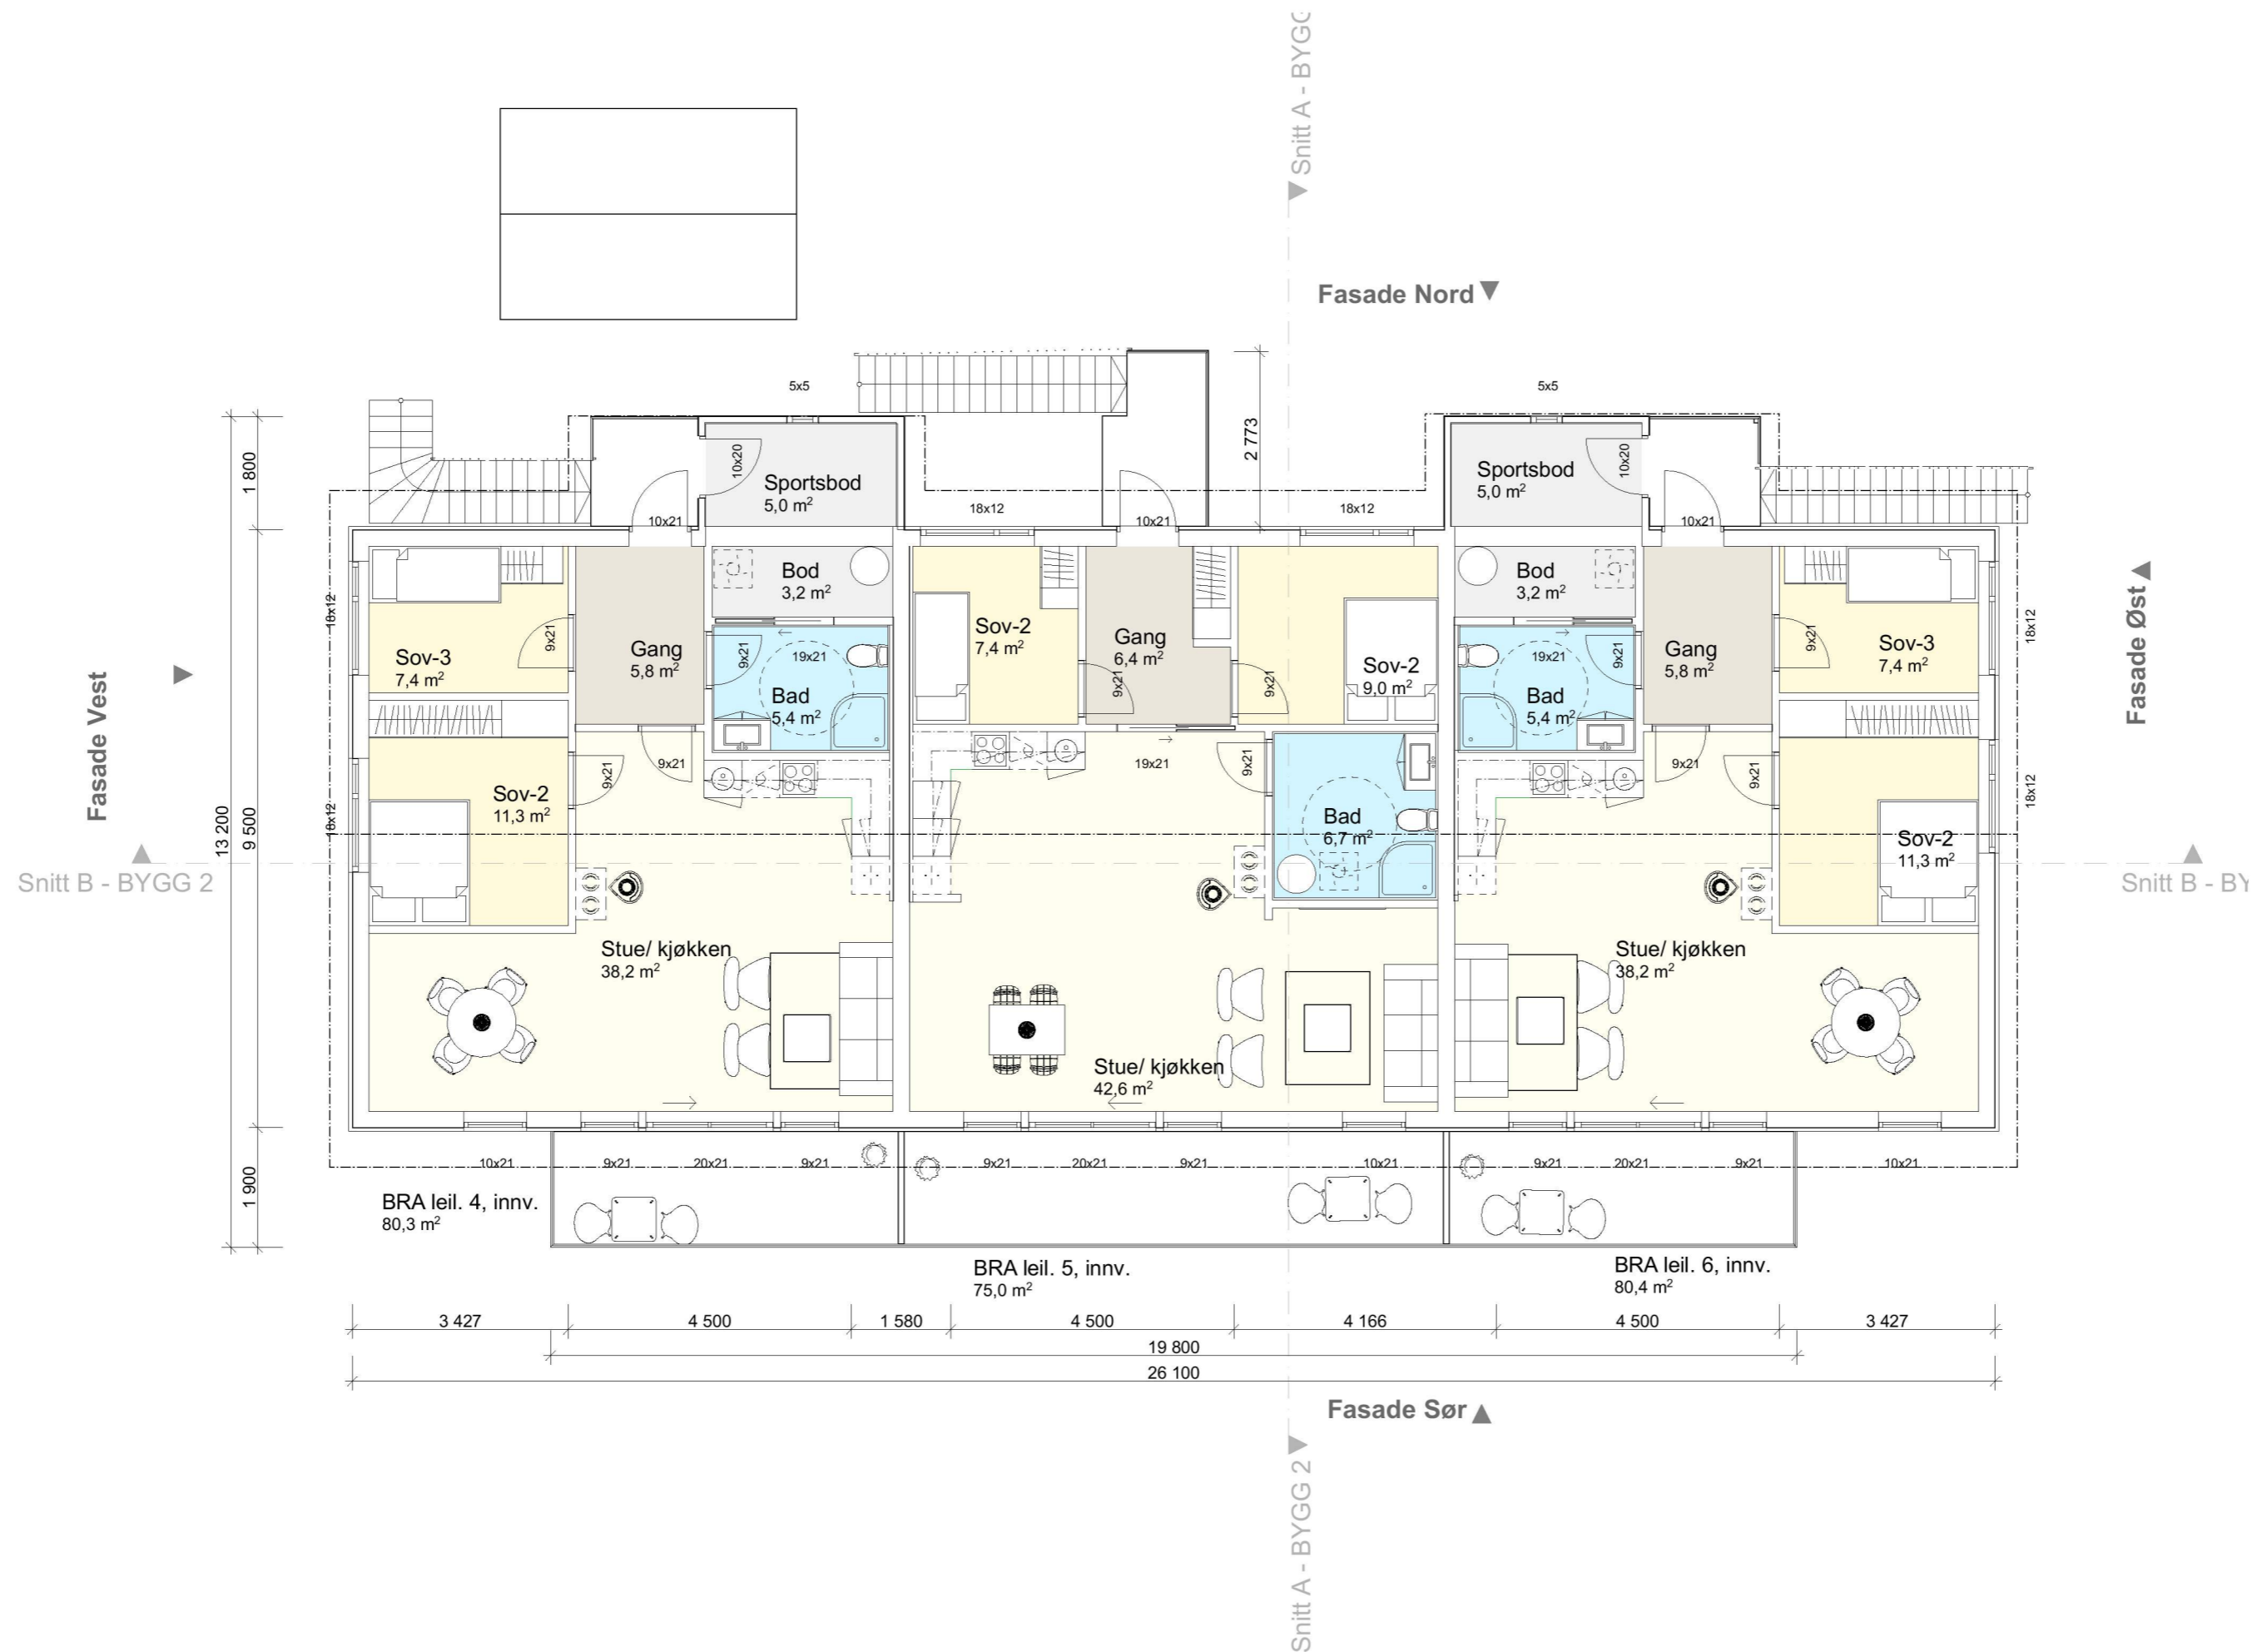 Snitt A - BYGG
Fasade Nord
5x5
5x5
1 800
2 773
10x20
Sportsbod
5,0 m²
10x20
Sportsbod
5,0 m²
10x21
18x12
10x21
18x12
10x21
18x12
Sov-3
7,4 m²
9x21
Gang
5,8 m²
Bod
3,2 m²
9x21
19x21
Bad
5,4 m²
Sov-2
7,4 m²
9x21
Gang
6,4 m²
9x21
Sov-2
9,0 m²
Bod
3,2 m²
19x21
9x21
Bad
5,4 m²
Gang
5,8 m²
9x21
Sov-3
7,4 m²
18x12
Fasade Øst
Fasade Vest
13 200
9 500
18x12
Sov-2
11,3 m²
9x21
9x21
19x21
9x21
Bad
6,7 m²
9x21
9x21
Sov-2
11,3 m²
18x12
Snitt B - BYGG 2
Snitt B - BY
Stue/ kjøkken
38,2 m²
Stue/ kjøkken
42,6 m²
Stue/ kjøkken
38,2 m²
1 900
10x21
9x21
20x21
9x21
9x21
20x21
9x21
10x21
9x21
20x21
9x21
10x21
BRA leil. 4, innv.
80,3 m²
BRA leil. 5, innv.
75,0 m²
BRA leil. 6, innv.
80,4 m²
3 427
4 500
1 580
4 500
4 166
4 500
3 427
19 800
26 100
Fasade Sør
Snitt A - BYGG 2